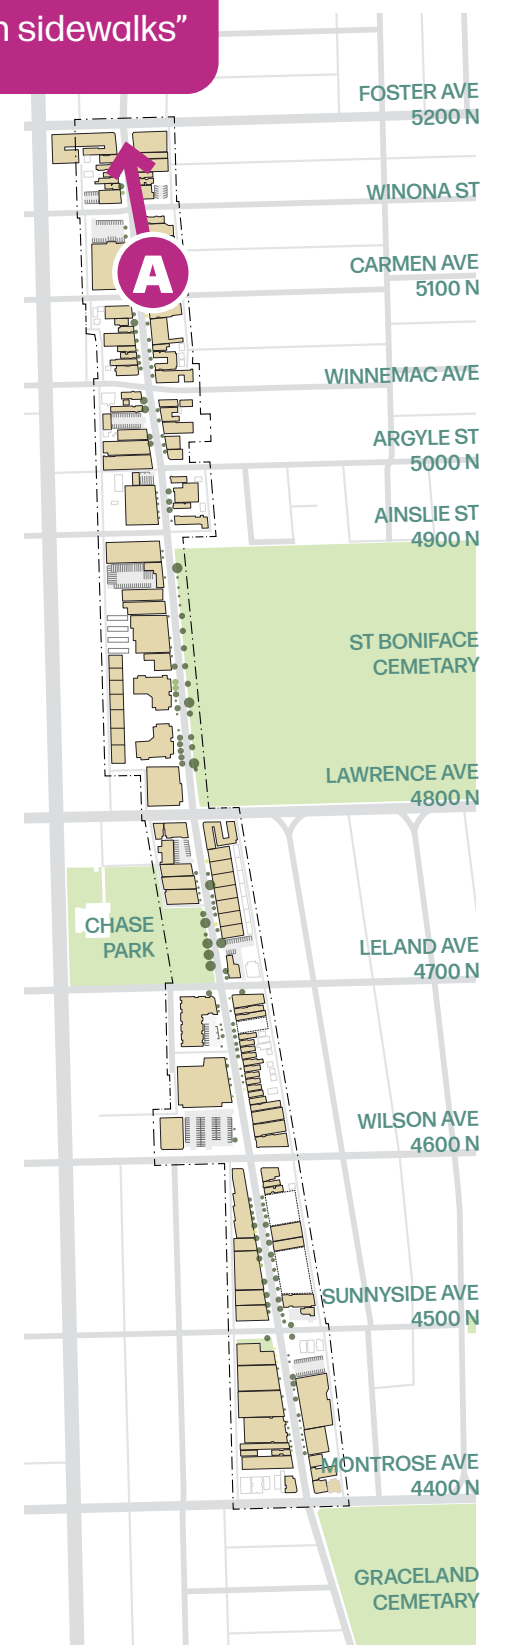 n sidewalks”
FOSTER AVE
5200 N
WINONA ST
CARMEN AVE
5100 N
A
WINNEMAC AVE
ARGYLE ST
5000 N
AINSLIE ST
4900 N
ST BONIFACE
CEMETARY
LAWRENCE AVE
4800 N
CHASE
PARK
LELAND AVE
4700 N
WILSON AVE
4600 N
SUNNYSIDE AVE
4500 N
MONTROSE AVE
4400 N
GRACELAND
CEMETARY